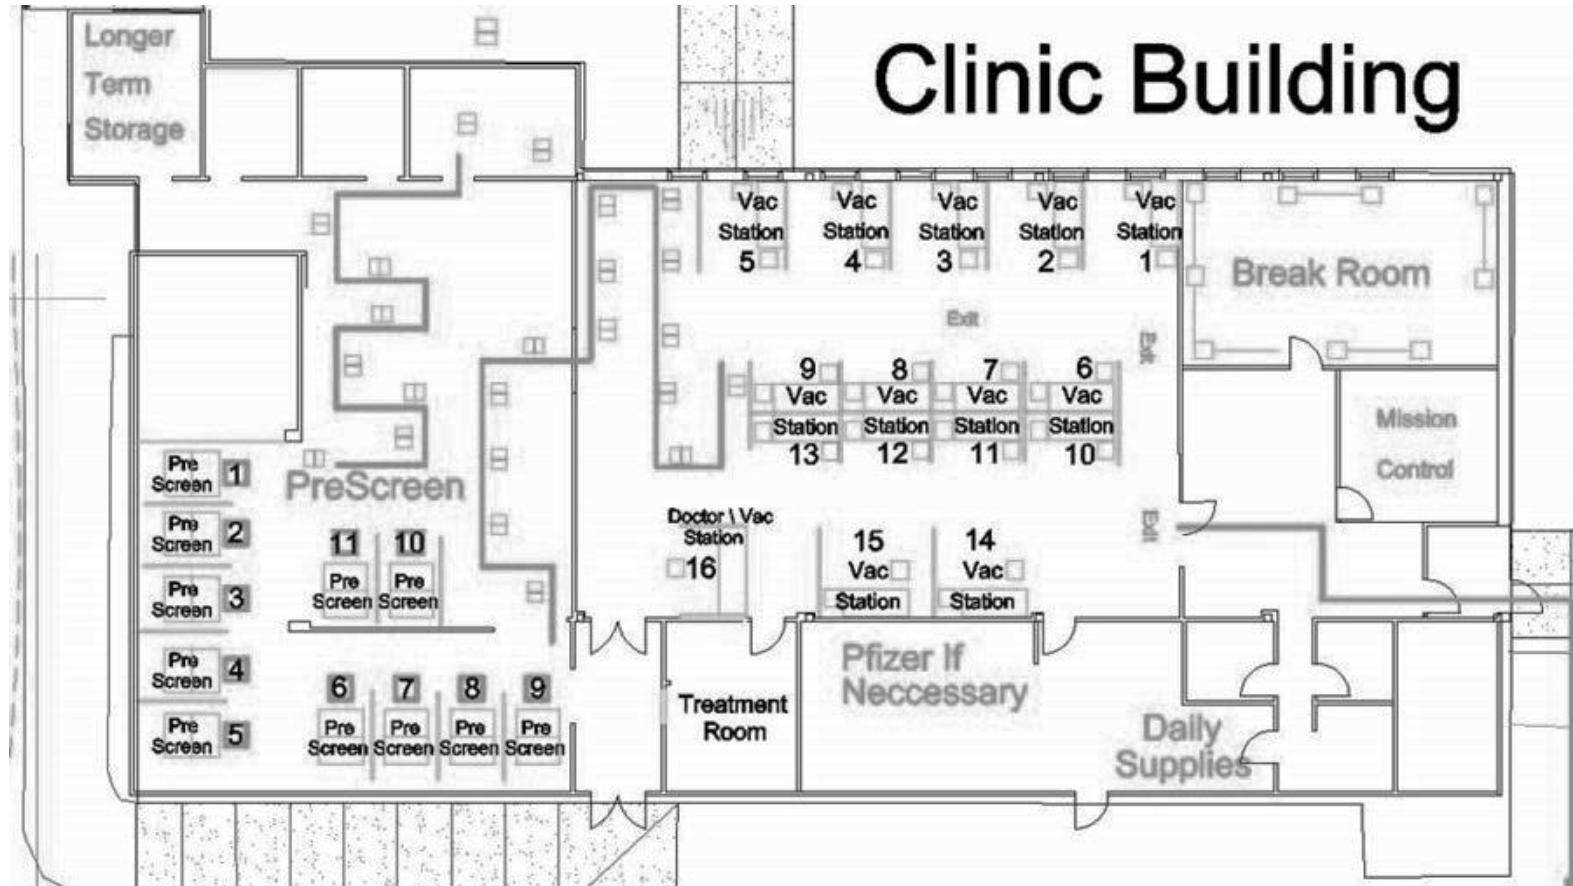 Clinic Building
Longer
Term
Storage
Vac
Station
5
Vac
Station
4
Vac
Station
3
Vac
Station
2
Vac
Station
1
Break Room
Exit
Exit
9
Vac
8
Vac
7
Vac
6
Vac
Station
13
Station
12
Station
11
Station
10
Mission
Control
Pre
Screen
1
PreScreen
Pre
Screen
2
Pre
Screen
3
Pre
Screen
4
Pre
Screen
5
11
Pre
Screen
10
Pre
Screen
Doctor \ Vac
Station
16
15
Vac
Station
14
Vac
Station
Exit
6
Pre
Screen
7
Pre
Screen
8
Pre
Screen
9
Pre
Screen
Treatment
Room
Pfizer If
Neccessary
Daily
Supplies